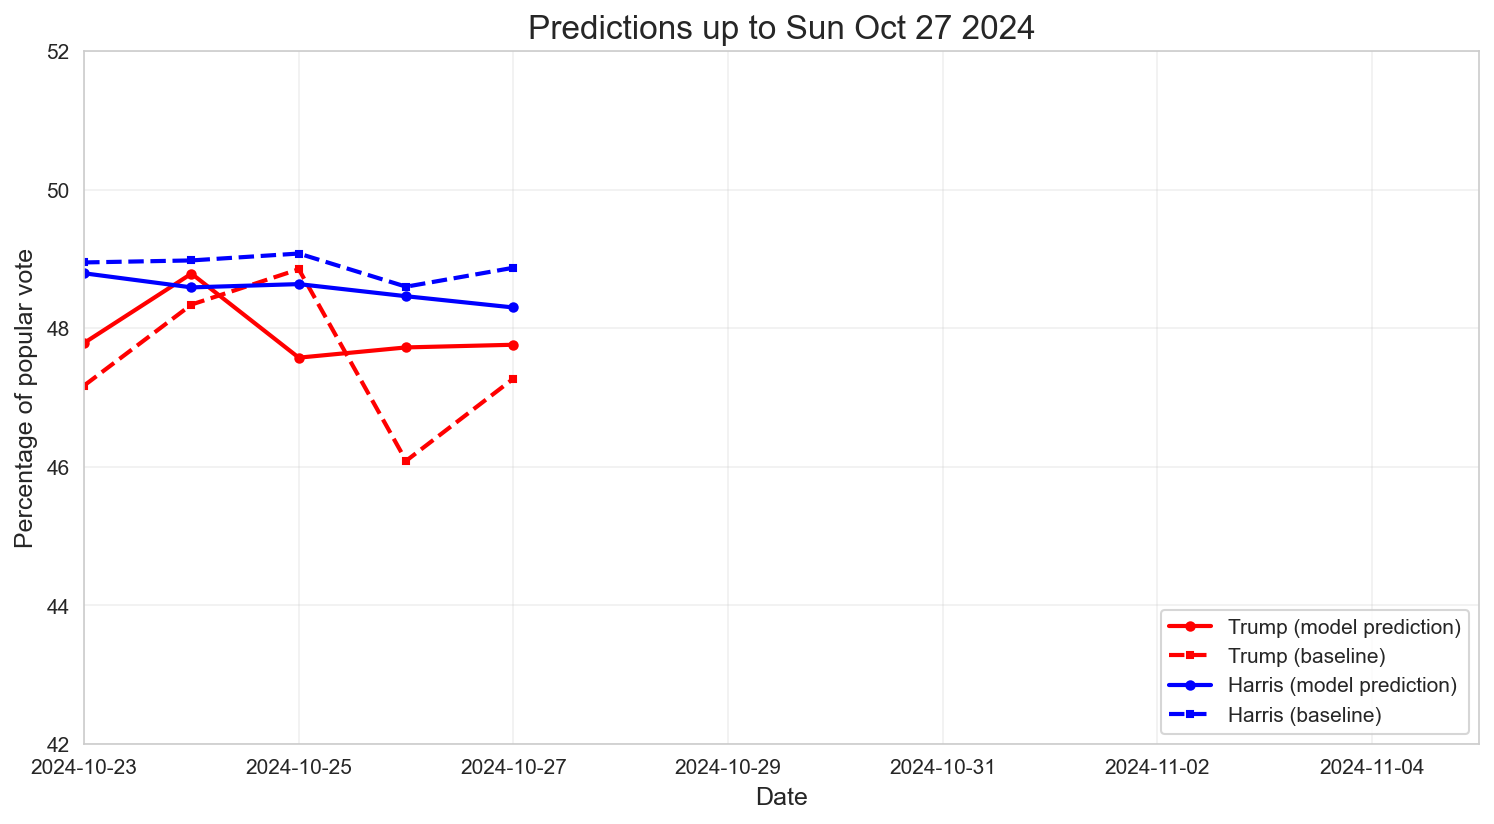 Predictions up to Sun Oct 27 2024
52
50
48
46
44
42
Percentage of popular vote
2024-10-23 2024-10-25 2024-10-27 2024-10-29 2024-10-31 2024-11-02 2024-11-04
Date
Trump (model prediction)
Trump (baseline)
Harris (model prediction)
Harris (baseline)